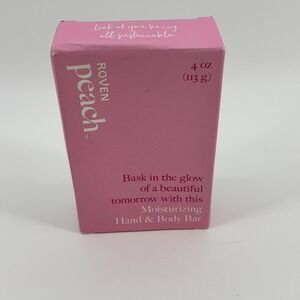 look at you being
all sustainable
ROVEN
peach
4 oz
(113 g)
Bask in the glow
of a beautiful
tomorrow with this
Moisturizing
Hand & Body Bar